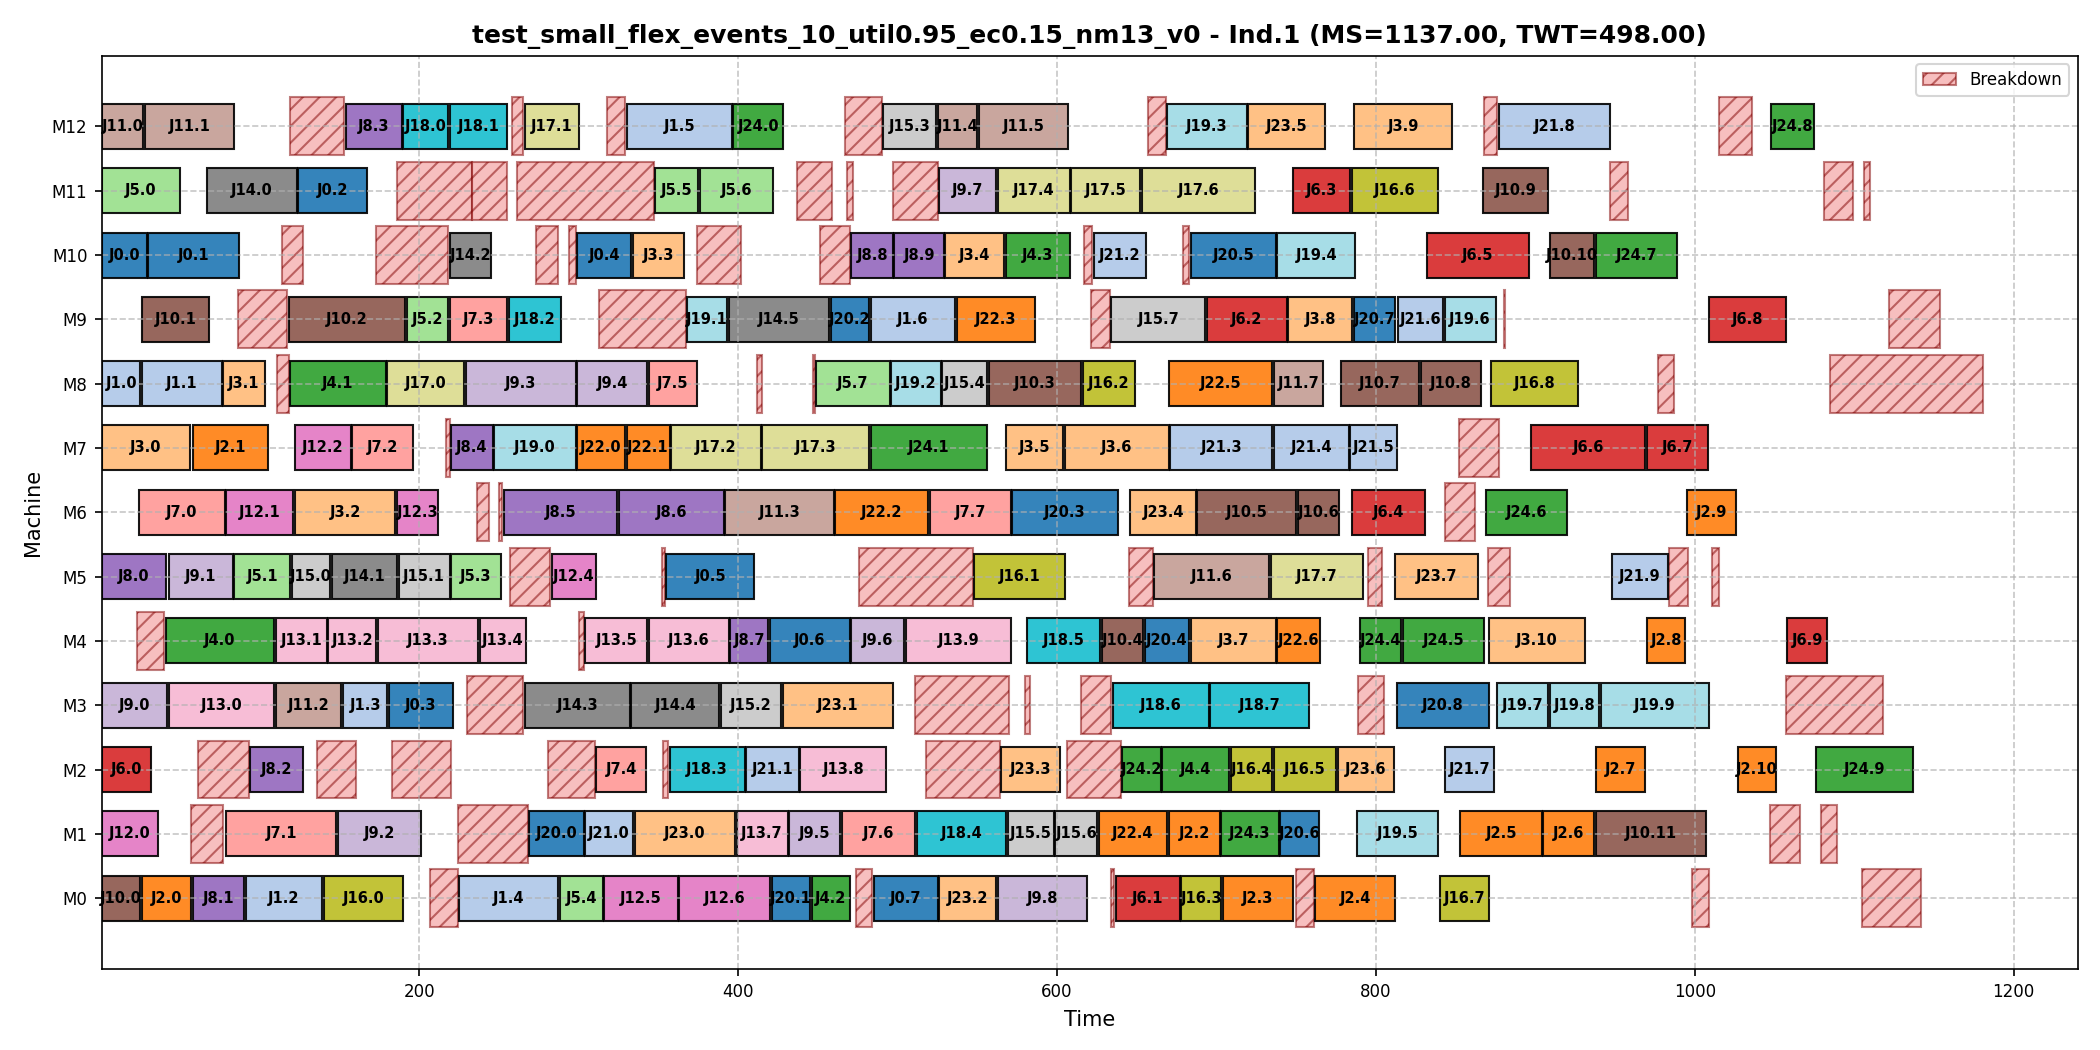 test_small_flex_events_10_util0.95_ec0.15_nm13_v0 - Ind.1 (MS=1137.00, TWT=498.00)
Breakdown
M12 J11.0 J11.1 J8.3 J18.0 J18.1 J17.1 J1.5 J24.0 J15.3 J11.4 J11.5 J19.3 J23.5 J3.9 J21.8 J24.8
M11 J5.0 J14.0 J0.2 J5.5 J5.6 J9.7 J17.4 J17.5 J17.6 J6.3 J16.6 J10.9
M10 J0.0 J0.1 J14.2 J0.4 J3.3 J8.8 J8.9 J3.4 J4.3 J21.2 J20.5 J19.4 J6.5 J10.10 J24.7
M9 J10.1 J10.2 J5.2 J7.3 J18.2 J19.1 J14.5 J20.2 J1.6 J22.3 J15.7 J6.2 J3.8 J20.7 J21.6 J19.6 J6.8
M8 J1.0 J1.1 J3.1 J4.1 J17.0 J9.3 J9.4 J7.5 J5.7 J19.2 J15.4 J10.3 J16.2 J22.5 J11.7 J10.7 J10.8 J16.8
M7 J3.0 J2.1 J12.2 J7.2 J8.4 J19.0 J22.0 J22.1 J17.2 J17.3 J24.1 J3.5 J3.6 J21.3 J21.4 J21.5 J6.6 J6.7
M6 J7.0 J12.1 J3.2 J12.3 J8.5 J8.6 J11.3 J22.2 J7.7 J20.3 J23.4 J10.5 J10.6 J6.4 J24.6 J2.9
M5 J8.0 J9.1 J5.1 J15.0 J14.1 J15.1 J5.3 J12.4 J0.5 J16.1 J11.6 J17.7 J23.7 J21.9
M4 J4.0 J13.1 J13.2 J13.3 J13.4 J13.5 J13.6 J8.7 J0.6 J9.6 J13.9 J18.5 J10.4 J20.4 J3.7 J22.6 J24.4 J24.5 J3.10 J2.8 J6.9
M3 J9.0 J13.0 J11.2 J1.3 J0.3 J14.3 J14.4 J15.2 J23.1 J18.6 J18.7 J20.8 J19.7 J19.8 J19.9
M2 J6.0 J8.2 J7.4 J18.3 J21.1 J13.8 J23.3 J24.2 J4.4 J16.4 J16.5 J23.6 J21.7 J2.7 J2.10 J24.9
M1 J12.0 J7.1 J9.2 J20.0 J21.0 J23.0 J13.7 J9.5 J7.6 J18.4 J15.5 J15.6 J22.4 J2.2 J24.3 J20.6 J19.5 J2.5 J2.6 J10.11
M0 J10.0 J2.0 J8.1 J1.2 J16.0 J1.4 J5.4 J12.5 J12.6 J20.1 J4.2 J0.7 J23.2 J9.8 J6.1 J16.3 J2.3 J2.4 J16.7
200 400 600 800 1000 1200
Time
Machine